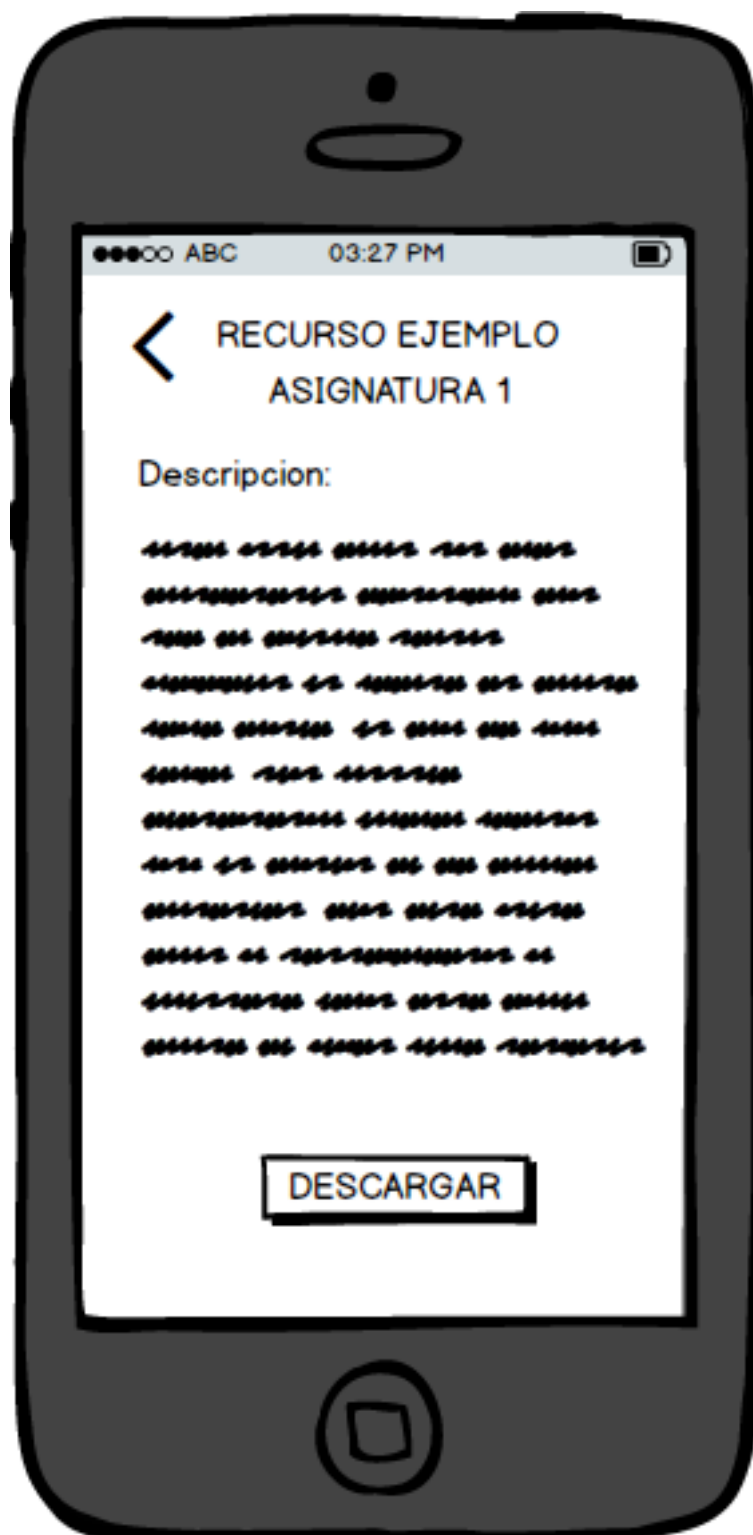 ABC 03:27 PM
RECURSO EJEMPLO
ASIGNATURA 1
Descripcion:
DESCARGAR